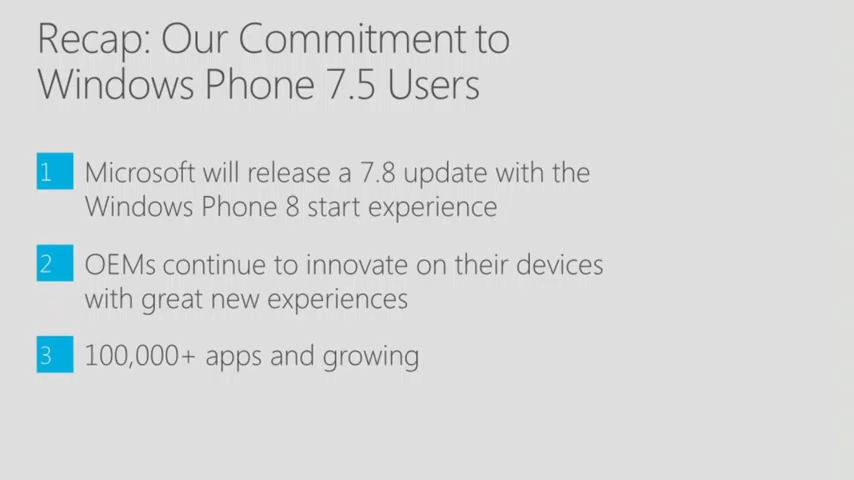 Recap: Our Commitment to
Windows Phone 7.5 Users
1 Microsoft will release a 7.8 update with the
Windows Phone 8 start experience
2 OEMs continue to innovate on their devices
with great new experiences
3 100,000+ apps and growing